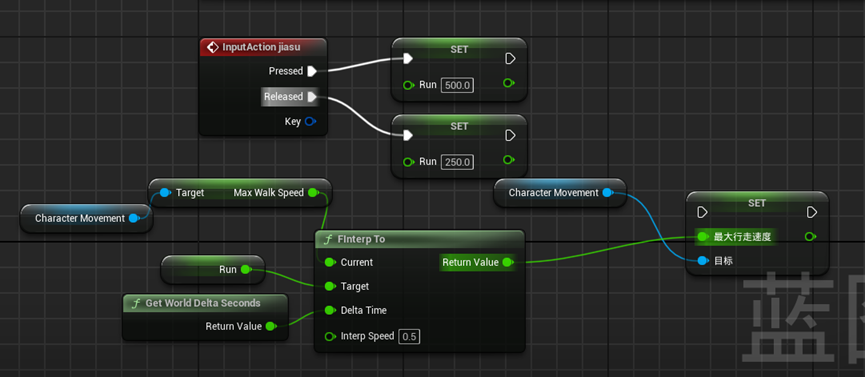 InputAction jiasu
Pressed
Released
Key
SET
Run 500.0
SET
Run 250.0
Character Movement
Target Max Walk Speed
Character Movement
SET
最大行走速度
目标
FInterp To
Current Return Value
Target
Delta Time
Interp Speed 0.5
Run
Get World Delta Seconds
Return Value
蓝